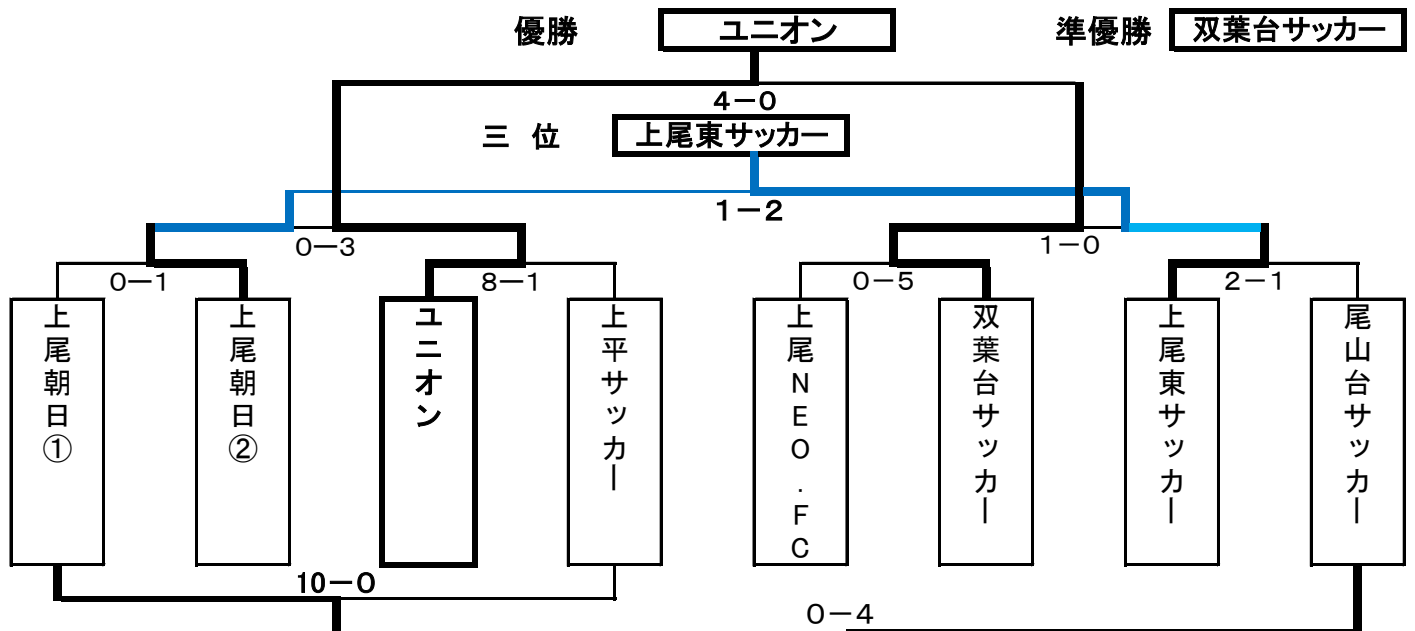 優勝 ユニオン 準優勝 双葉台サッカー
4－0
三 位 上尾東サッカー
1－2
0－3 1－0
0－1 8－1 0－5 2－1
上尾朝日①
上尾朝日②
ユニオン
上平サッカー
上尾NEO.FC
双葉台サッカー
上尾東サッカー
尾山台サッカー
10－0
0－4